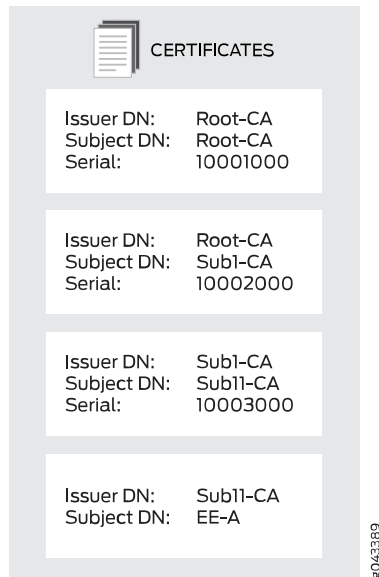 CERTIFICATES
Issuer DN: Root-CA
Subject DN: Root-CA
Serial: 10001000
Issuer DN: Root-CA
Subject DN: Sub1-CA
Serial: 10002000
Issuer DN: Sub1-CA
Subject DN: Sub11-CA
Serial: 10003000
Issuer DN: Sub11-CA
Subject DN: EE-A
g043389